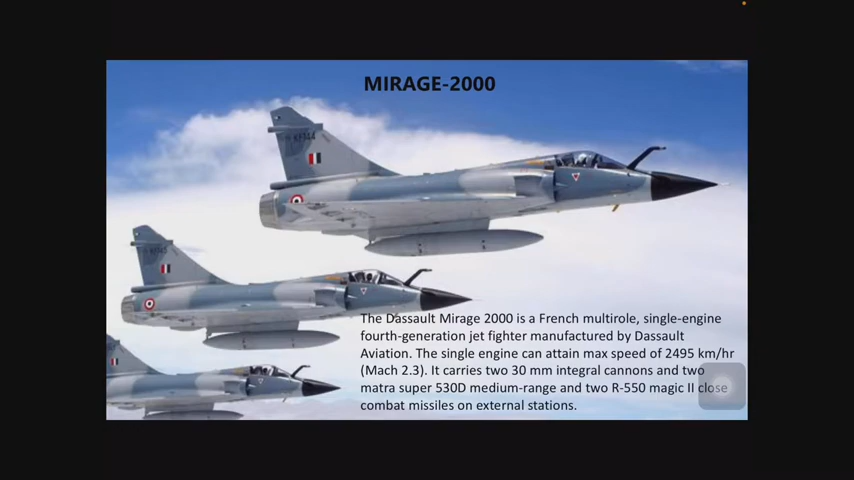 MIRAGE-2000
The Dassault Mirage 2000 is a French multirole, single-engine
fourth-generation jet fighter manufactured by Dassault
Aviation. The single engine can attain max speed of 2495 km/hr
(Mach 2.3). It carries two 30 mm integral cannons and two
matra super 530D medium-range and two R-550 magic II close
combat missiles on external stations.